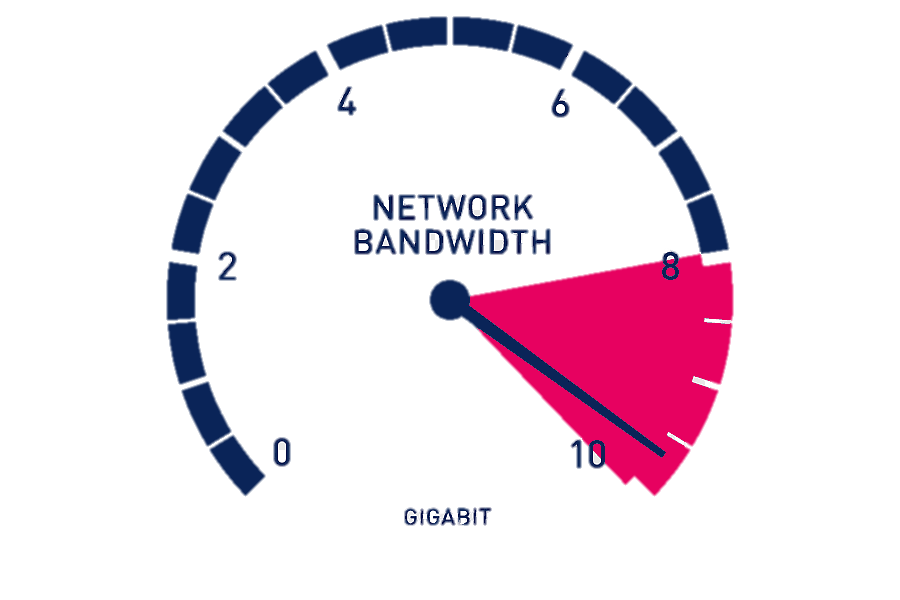 4 6
NETWORK
BANDWIDTH
2 8
0 10
GIGABIT